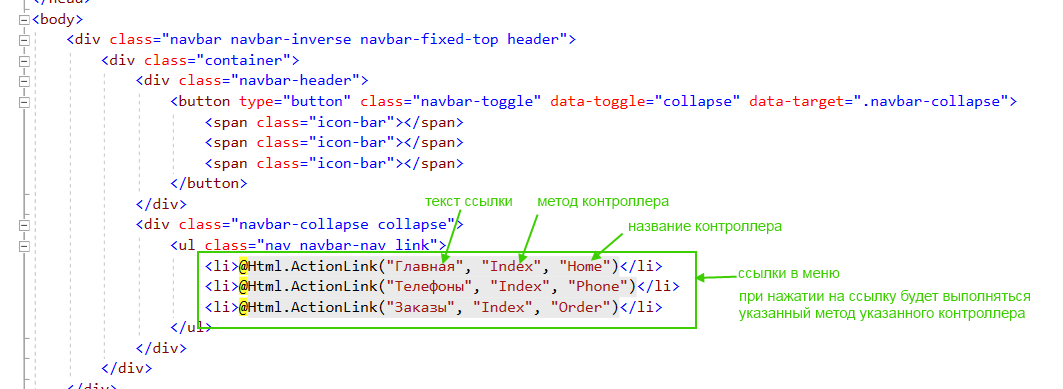 </head>
<body>
<div class="navbar navbar-inverse navbar-fixed-top header">
<div class="container">
<div class="navbar-header">
<button type="button" class="navbar-toggle" data-toggle="collapse" data-target=".navbar-collapse">
<span class="icon-bar"></span>
<span class="icon-bar"></span>
<span class="icon-bar"></span>
</button>
</div>
текст ссылки
метод контроллера
<div class="navbar-collapse collapse">
название контроллера
<ul class="nav navbar-nav link">
<li>@Html.ActionLink("Главная", "Index", "Home")</li>
<li>@Html.ActionLink("Телефоны", "Index", "Phone")</li>
<li>@Html.ActionLink("Заказы", "Index", "Order")</li>
ссылки в меню
при нажатии на ссылку будет выполняться
указанный метод указанного контроллера
</ul>
</div>
</div>
</div>